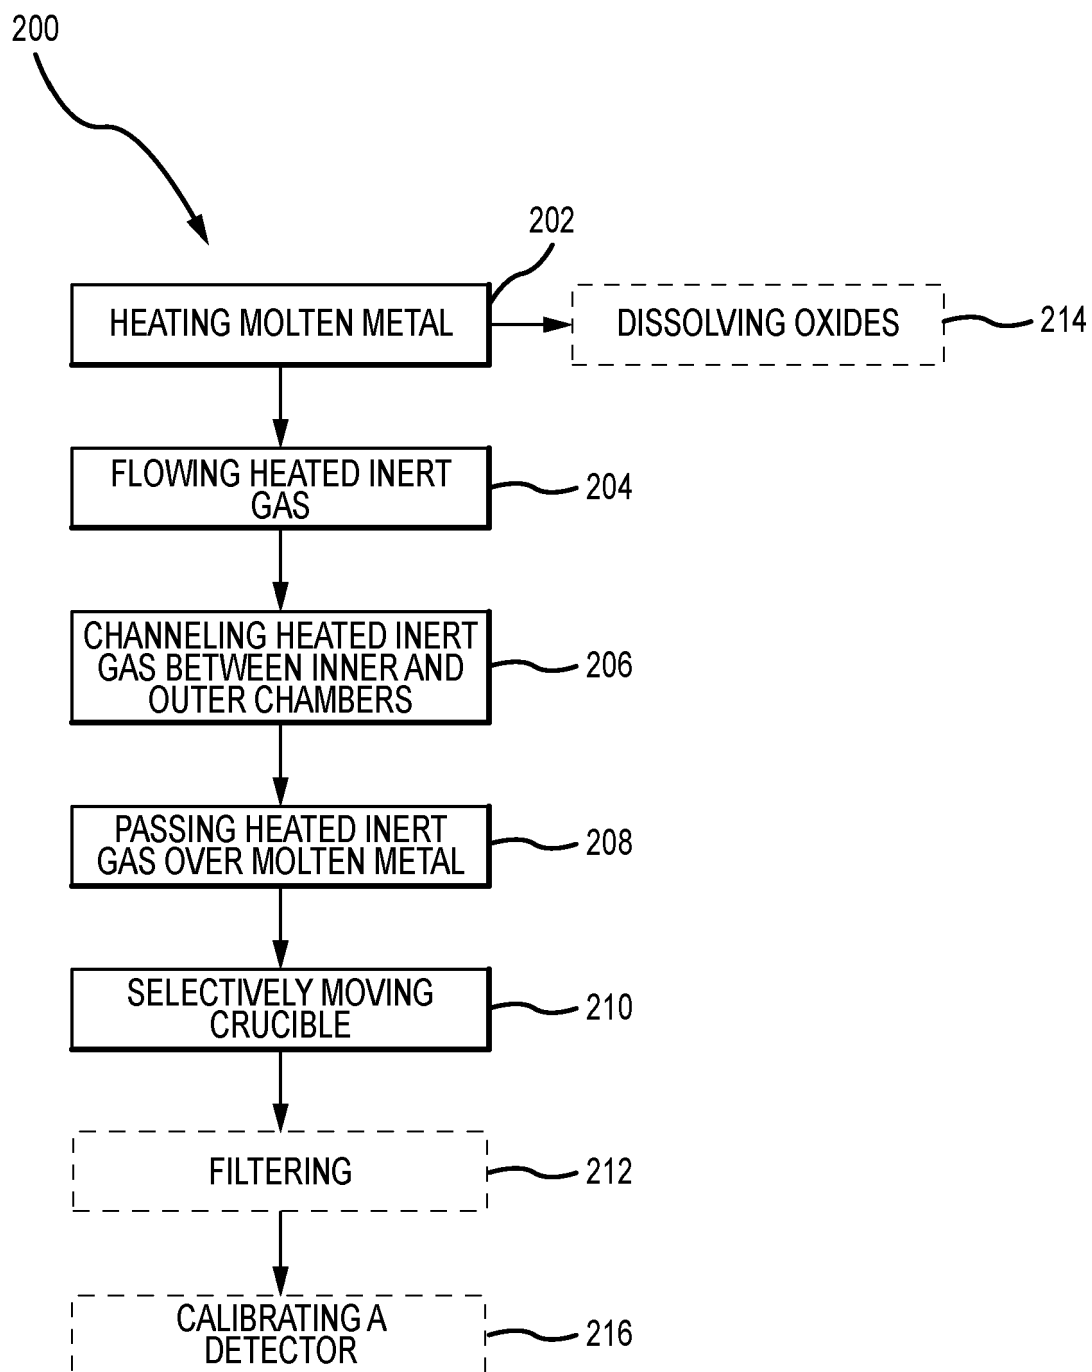 200
202
HEATING MOLTEN METAL
DISSOLVING OXIDES
214
FLOWING HEATED INERT
GAS
204
CHANNELING HEATED INERT
GAS BETWEEN INNER AND
OUTER CHAMBERS
206
PASSING HEATED INERT
GAS OVER MOLTEN METAL
208
SELECTIVELY MOVING
CRUCIBLE
210
FILTERING
212
CALIBRATING A
DETECTOR
216